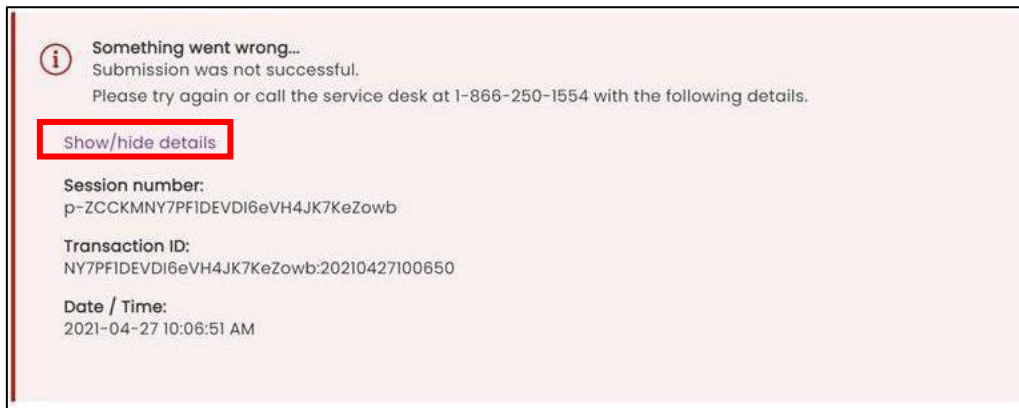 Something went wrong...
Submission was not successful.
Please try again or call the service desk at 1-866-250-1554 with the following details.
Show/hide details
Session number:
p-ZCCKMNY7PF1DEVDI6eVH4JK7KeZowb
Transaction ID:
NY7PF1DEVDI6eVH4JK7KeZowb:20210427100650
Date / Time:
2021-04-27 10:06:51 AM